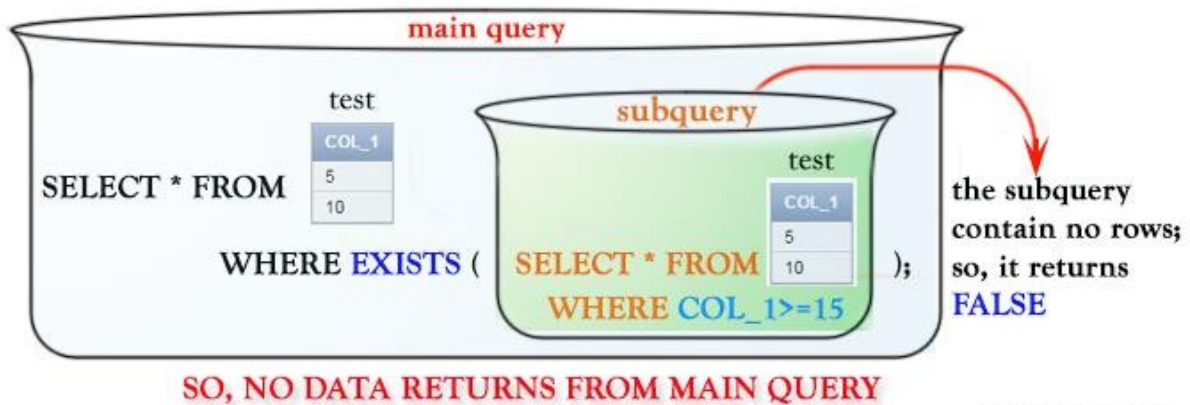 main query
test
COL_1
SELECT * FROM
5
10
subquery
test
COL_1
5
WHERE EXISTS ( SELECT * FROM 10 );
WHERE COL_1>=15
the subquery
contain no rows;
so, it returns
FALSE
SO, NO DATA RETURNS FROM MAIN QUERY